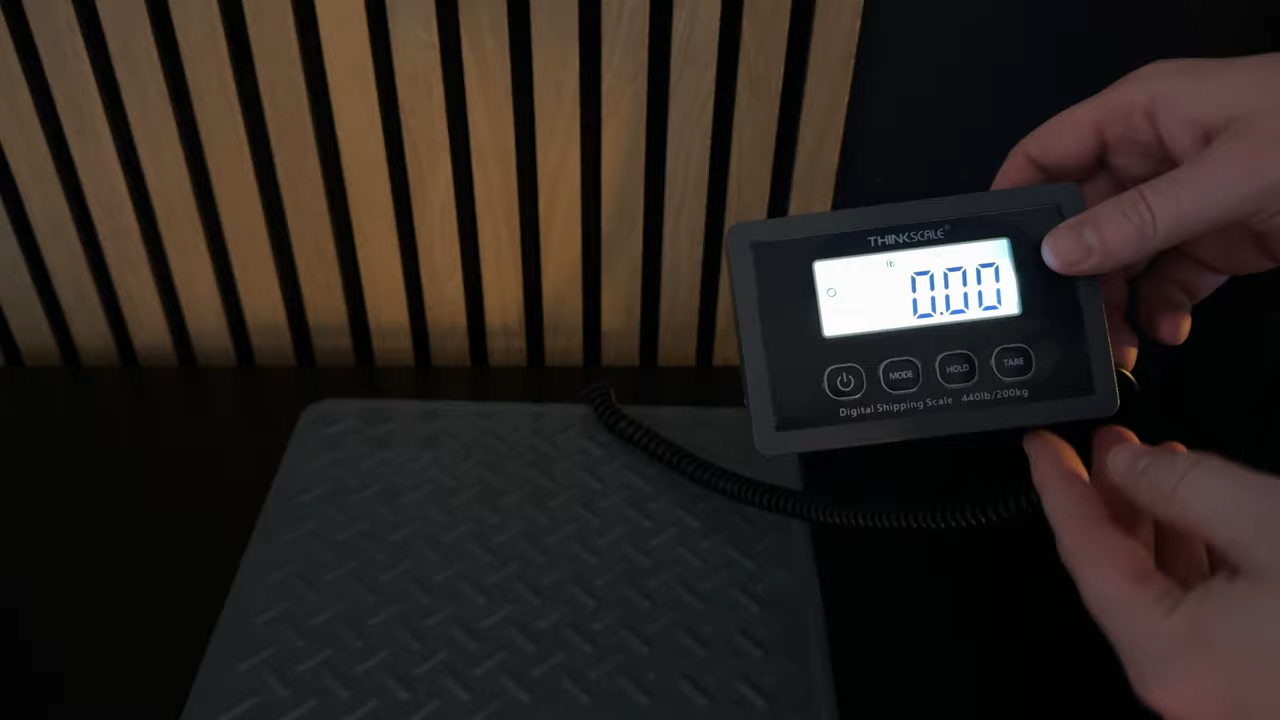 THINKSCALE®
lb
0.00
MODE HOLD TARE
Digital Shipping Scale 440lb/200kg